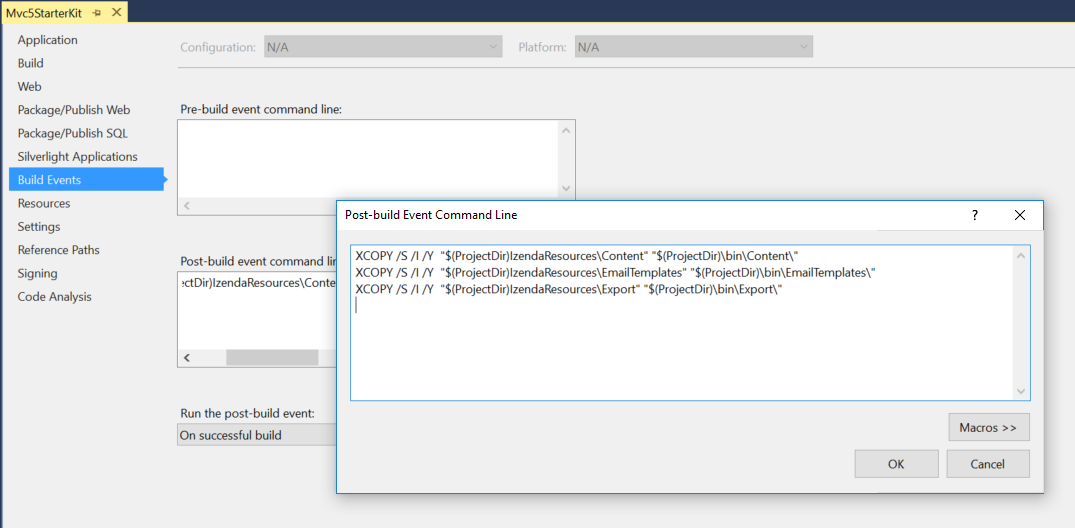 Mvc5StarterKit
Application
Build
Web
Package/Publish Web
Package/Publish SQL
Silverlight Applications
Build Events
Resources
Settings
Reference Paths
Signing
Code Analysis
Configuration: N/A
Platform: N/A
Pre-build event command line:
Post-build event command lin
ectDir)IzendaResources\Conte
Run the post-build event:
On successful build
Post-build Event Command Line
XCOPY /S /I /Y  "$(ProjectDir)IzendaResources\Content" "$(ProjectDir)\bin\Content\"
XCOPY /S /I /Y  "$(ProjectDir)IzendaResources\EmailTemplates" "$(ProjectDir)\bin\EmailTemplates\"
XCOPY /S /I /Y  "$(ProjectDir)IzendaResources\Export" "$(ProjectDir)\bin\Export\"
Macros >>
OK
Cancel